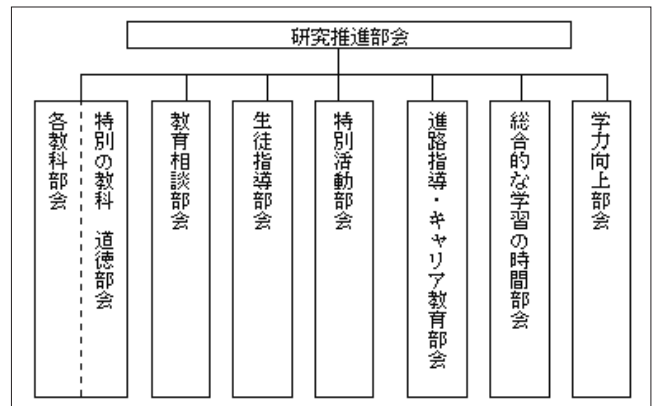 研究推進部会
各教科部会
特別の教科　道徳部会
教育相談部会
生徒指導部会
特別活動部会
進路指導・キャリア教育部会
総合的な学習の時間部会
学力向上部会